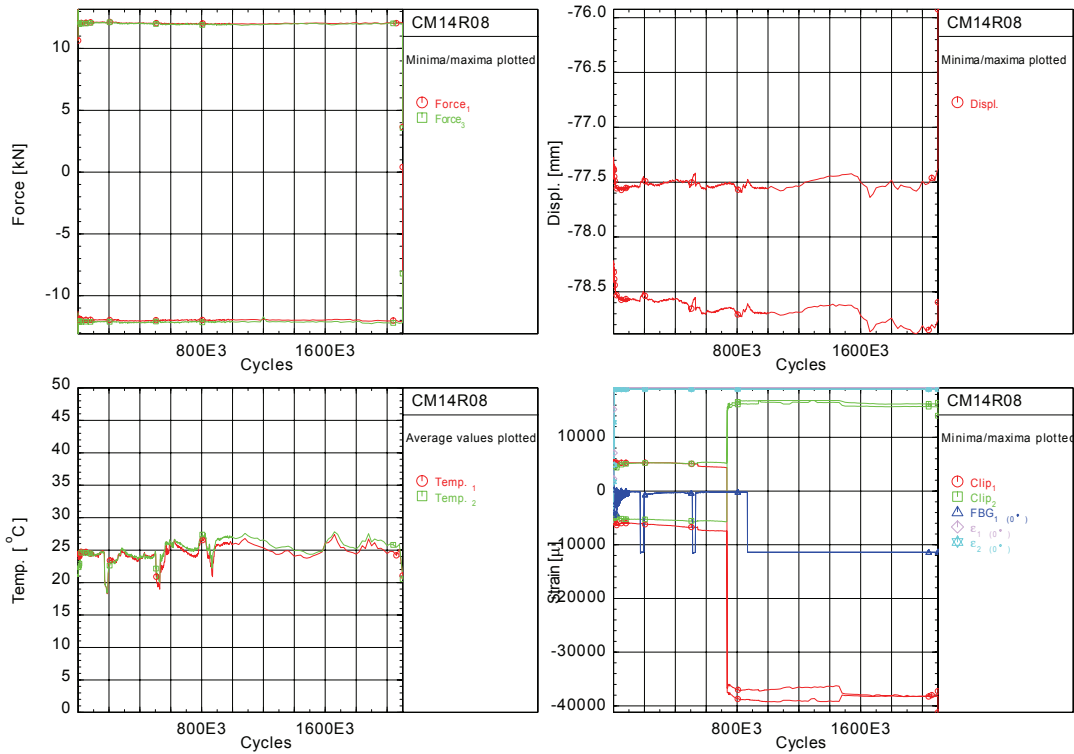 CM14R08
Minima/maxima plotted
Force1
Force3
10
5
0
-5
-10
Force [kN]
800E3
1600E3
Cycles
CM14R08
Minima/maxima plotted
Displ.
-76.0
-76.5
-77.0
-77.5
-78.0
-78.5
Displ. [mm]
800E3
1600E3
Cycles
CM14R08
Average values plotted
Temp. 1
Temp. 2
50
45
40
35
30
25
20
15
10
5
0
Temp. [ °C]
800E3
1600E3
Cycles
CM14R08
Minima/maxima plotted
Clip1
Clip2
FBG1 (0°)
ε1 (0°)
ε2 (0°)
10000
0
-10000
-20000
-30000
-40000
Strain [µ]
800E3
1600E3
Cycles